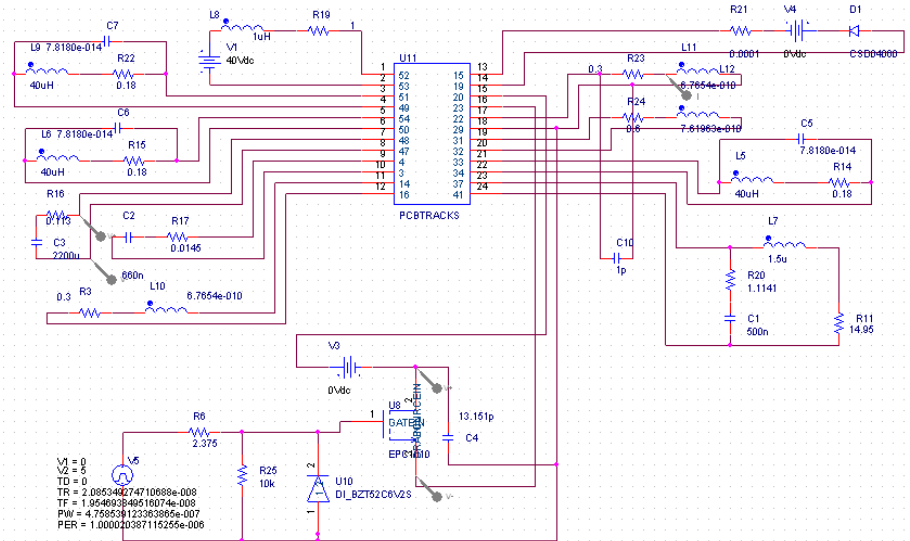 C7
L9 7.8180e-014
R22
40uH
0.18
C6
L6 7.8180e-014
R15
40uH
0.18
R16
0.113
C3
2200u
C2
R17
0.0145
660n
0.3
R3
L10
6.7654e-010
L8
1uH
R19
1
V1
40Vdc
U11
1
2
3
4
5
6
7
8
9
10
11
12
52
53
51
49
54
50
48
47
4
3
14
16
15
19
20
23
22
29
31
32
33
34
37
41
13
14
15
16
17
18
19
20
21
22
23
24
PCBTRACKS
R21
0.0001
V4
0Vdc
D1
CSD04000
0.3
R23
L11
L12
6.7654e-010
R24
0.6
7.61963e-010
C5
7.8180e-014
L5
40uH
R14
0.18
C10
1p
L7
1.5u
R20
1.1141
C1
500n
R11
14.95
V3
0Vdc
U8
1
2
GATEIN
13.151p
C4
R6
2.375
R25
10k
2
U10
DI_BZT52C6V2S
1
V5
V1 = 0
V2 = 5
TD = 0
TR = 2.085349274710688e-008
TF = 1.954693849516074e-008
PW = 4.758539123363865e-007
PER = 1.000020387115255e-006